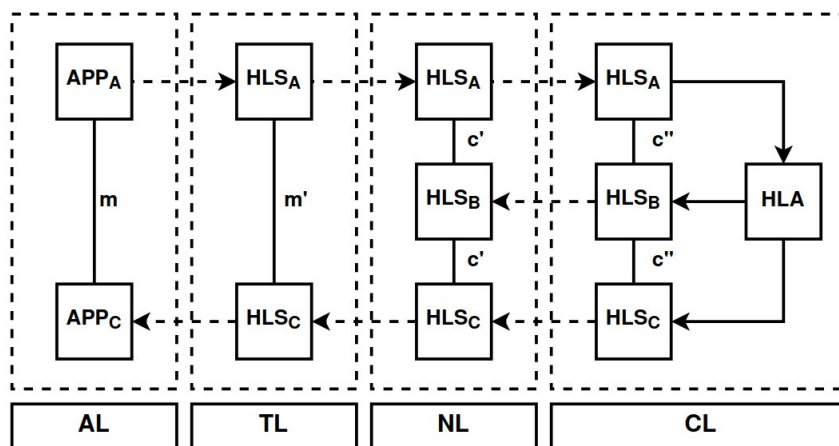 APPA HLSA HLSA HLSA
c' c''
m m' HLSB HLSB HLA
c' c''
APPC HLSC HLSC HLSC
AL TL NL CL